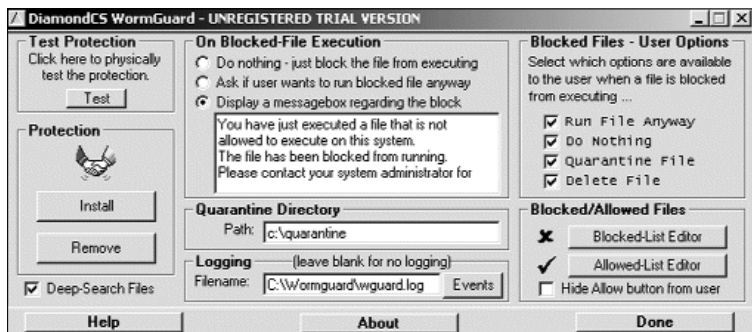 DiamondCS WormGuard - UNREGISTERED TRIAL VERSION
Test Protection
Click here to physically
test the protection.
Test
Protection
Install
Remove
Deep-Search Files
On Blocked-File Execution
Do nothing - just block the file from executing
Ask if user wants to run blocked file anyway
Display a messagebox regarding the block
You have just executed a file that is not
allowed to execute on this system.
The file has been blocked from running.
Please contact your system administrator for
Quarantine Directory
Path: c:\quarantine
Logging (leave blank for no logging)
Filename: C:\Wormguard\wguard.log Events
Blocked Files - User Options
Select which options are available
to the user when a file is blocked
from executing ...
Run File Anyway
Do Nothing
Quarantine File
Delete File
Blocked/Allowed Files
Blocked-List Editor
Allowed-List Editor
Hide Allow button from user
Help About Done